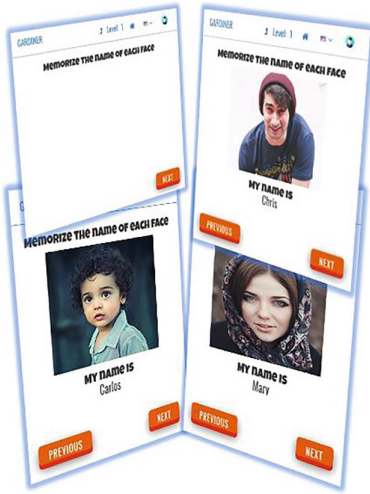 GARDINER
Level 1
MEMORIZE THE NAME OF EACH FACE
NEXT
GARDINER
Level 1
MEMORIZE THE NAME OF EACH FACE
MY NAME IS
Chris
PREVIOUS
NEXT
MEMORIZE THE NAME OF EACH FACE
MY NAME IS
Carlos
PREVIOUS
NEXT
MY NAME IS
Mary
PREVIOUS
NEXT